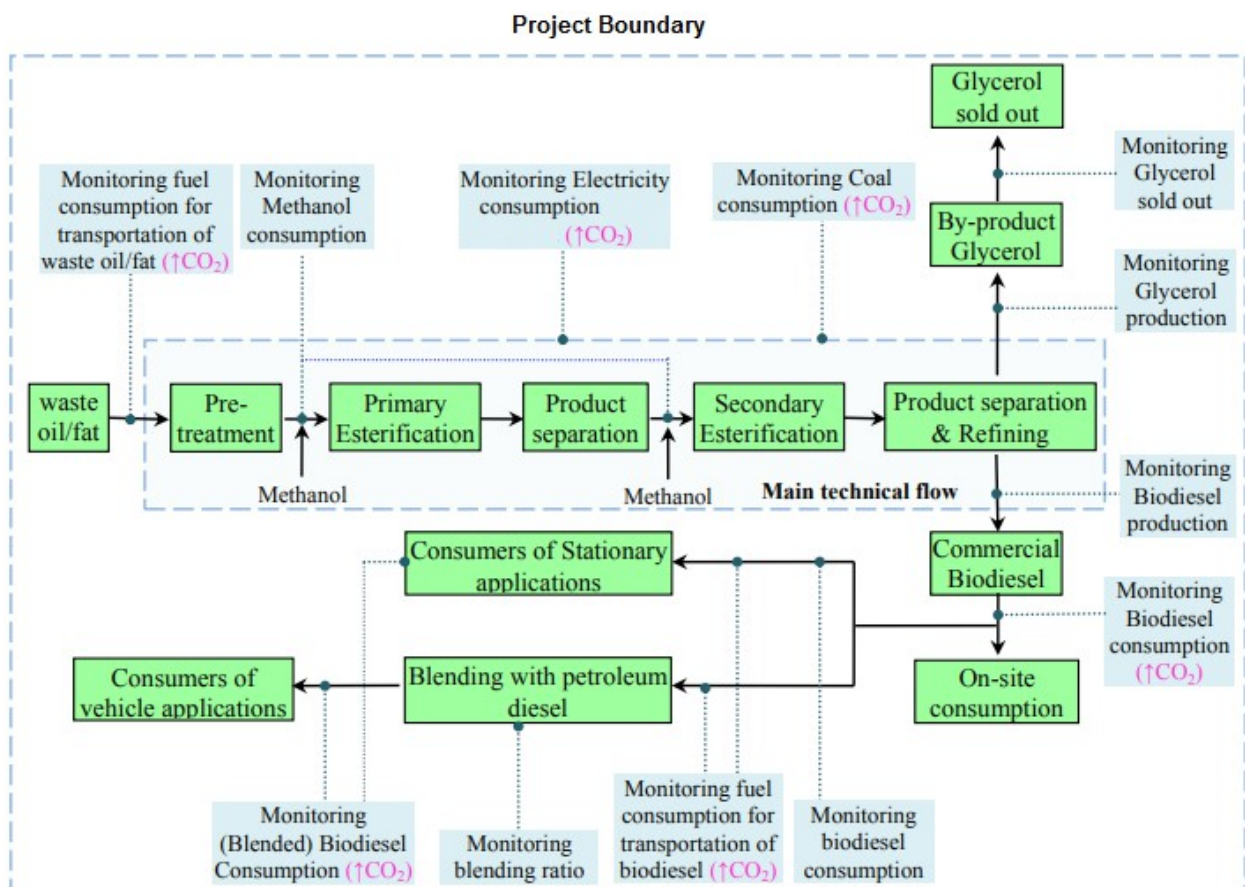 Project Boundary
Glycerol
sold out
Monitoring
Glycerol
sold out
Monitoring fuel
consumption for
transportation of
waste oil/fat (↑CO₂)
Monitoring
Methanol
consumption
Monitoring Electricity
consumption
(↑CO₂)
Monitoring Coal
consumption (↑CO₂)
By-product
Glycerol
Monitoring
Glycerol
production
waste
oil/fat
Pre-
treatment
Primary
Esterification
Product
separation
Secondary
Esterification
Product separation
& Refining
Methanol
Methanol
Main technical flow
Monitoring
Biodiesel
production
Consumers of Stationary
applications
Commercial
Biodiesel
Monitoring
Biodiesel
consumption
(↑CO₂)
Consumers of
vehicle applications
Blending with petroleum
diesel
On-site
consumption
Monitoring
(Blended) Biodiesel
Consumption (↑CO₂)
Monitoring
blending ratio
Monitoring fuel
consumption for
transportation of
biodiesel (↑CO₂)
Monitoring
biodiesel
consumption